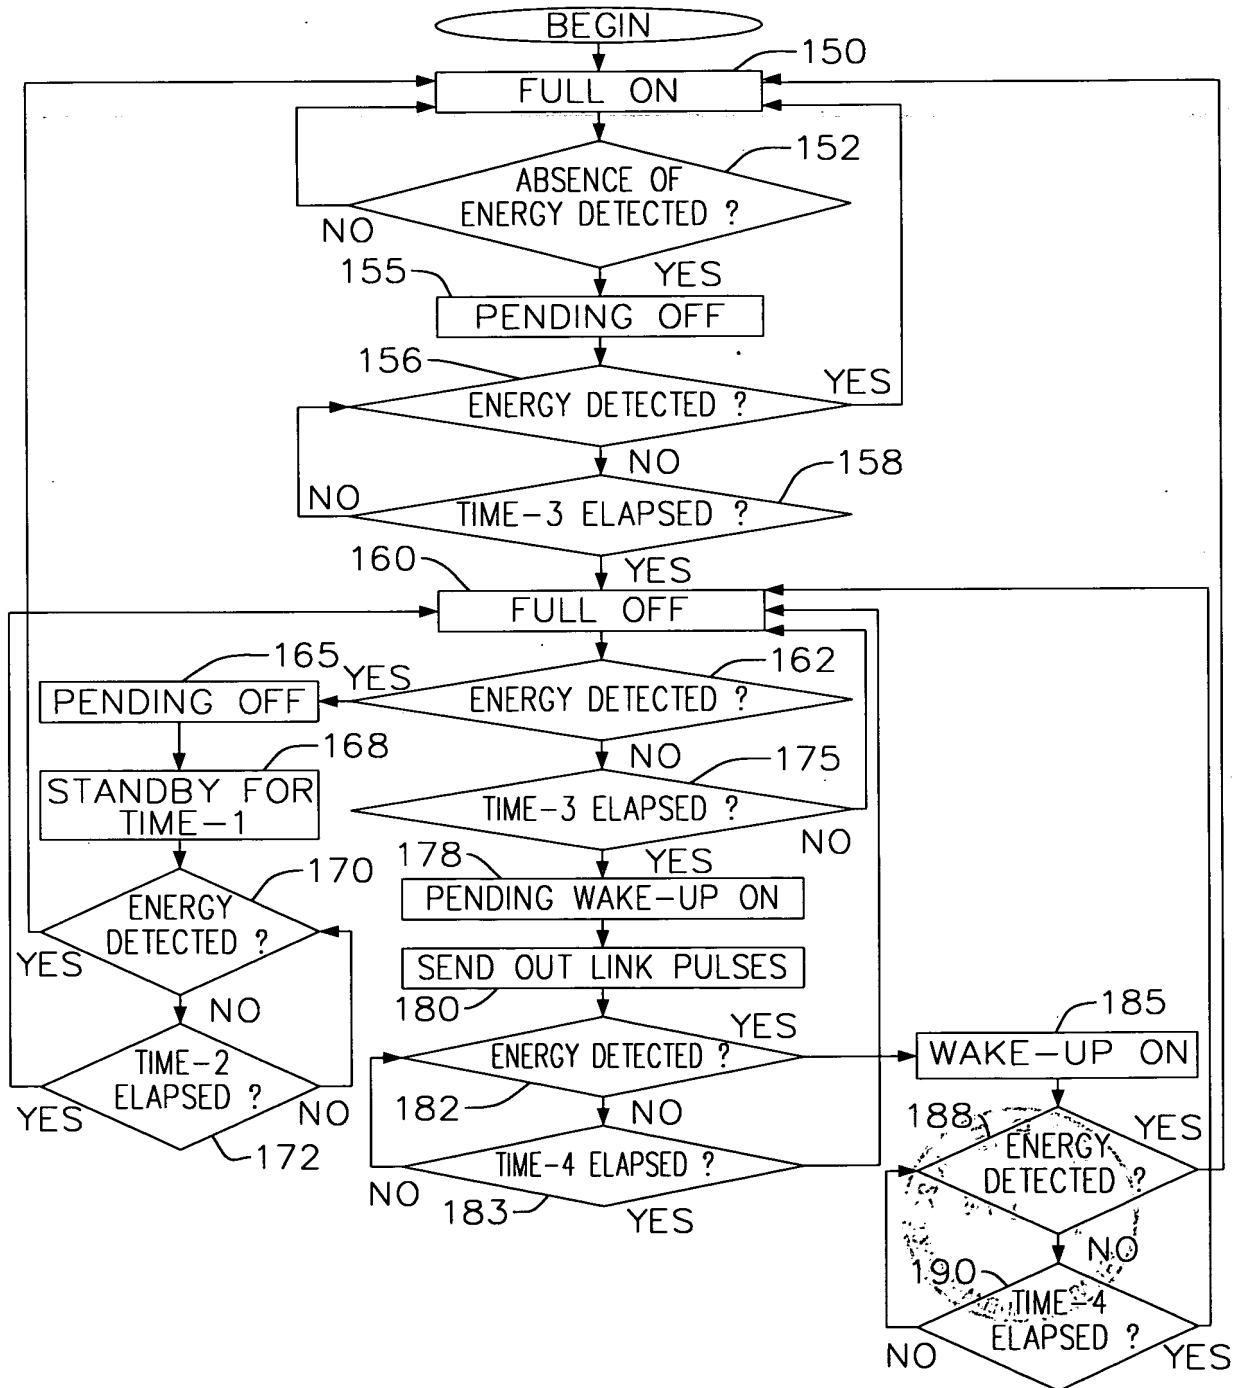 BEGIN
150
FULL ON
152
ABSENCE OF
ENERGY DETECTED ?
NO
YES
155
PENDING OFF
156
ENERGY DETECTED ?
YES
NO
158
TIME-3 ELAPSED ?
NO
YES
160
FULL OFF
162
ENERGY DETECTED ?
YES
NO
165
PENDING OFF
168
STANDBY FOR
TIME-1
170
ENERGY
DETECTED ?
YES
NO
TIME-2
ELAPSED ?
YES
NO
172
175
TIME-3 ELAPSED ?
NO
YES
178
PENDING WAKE-UP ON
SEND OUT LINK PULSES
180
ENERGY DETECTED ?
YES
182
NO
TIME-4 ELAPSED ?
NO
183
YES
185
WAKE-UP ON
188
ENERGY
DETECTED ?
YES
NO
190
TIME-4
ELAPSED ?
NO
YES